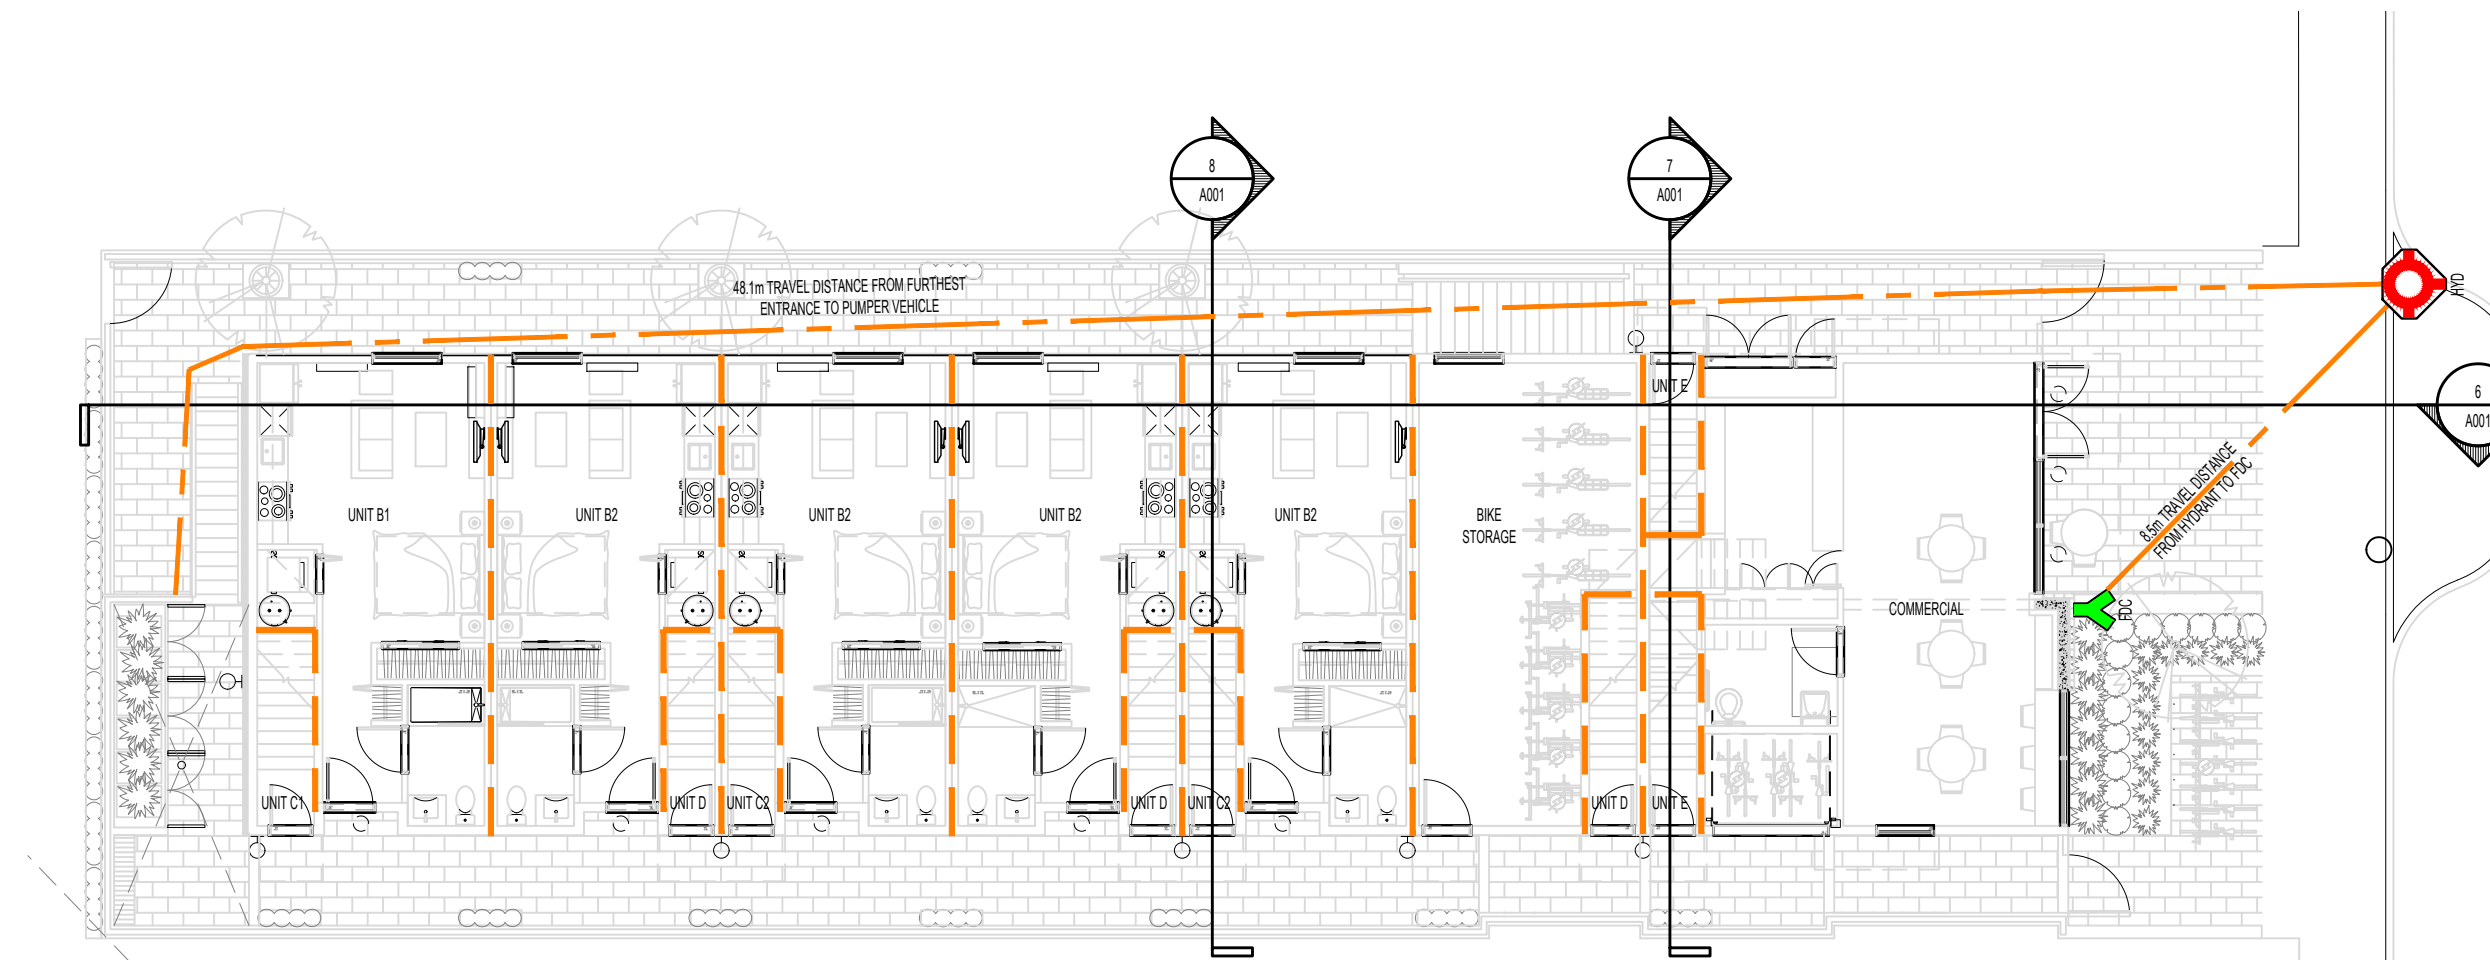 8
A001
7
A001
48.1m TRAVEL DISTANCE FROM FURTHEST
ENTRANCE TO PUMPER VEHICLE
HYD
6
A001
UNIT E
8.5m TRAVEL DISTANCE
FROM HYDRANT TO FDC
UNIT B1
UNIT B2
UNIT B2
UNIT B2
UNIT B2
BIKE
STORAGE
COMMERCIAL
FDC
UNIT C1
UNIT D
UNIT C2
UNIT D
UNIT C2
UNIT D
UNIT E